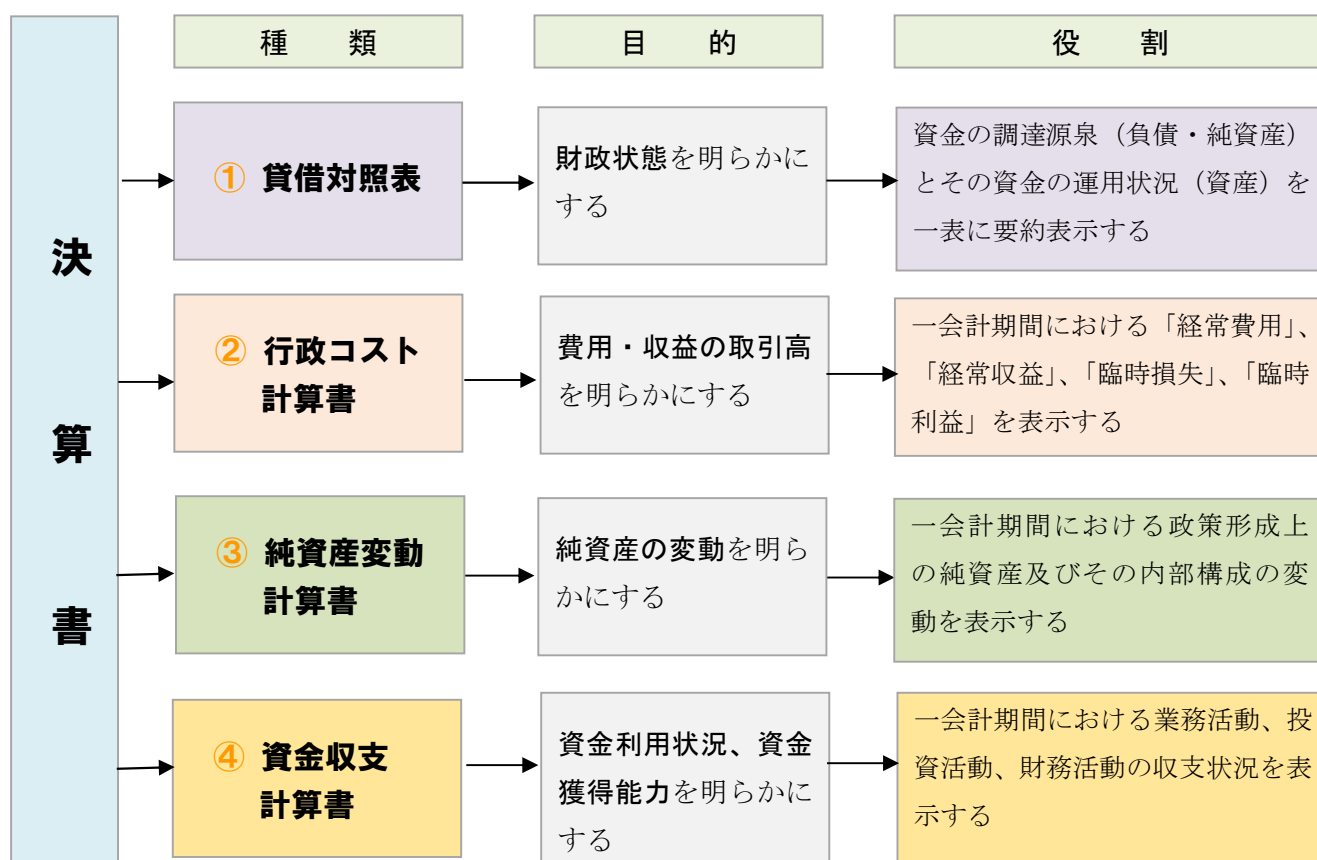 決算書
種　類
目　的
役　割
① 貸借対照表
財政状態を明らかに
する
資金の調達源泉（負債・純資産）
とその資金の運用状況（資産）を
一表に要約表示する
② 行政コスト
計算書
費用・収益の取引高
を明らかにする
一会計期間における「経常費用」、
「経常収益」、「臨時損失」、「臨時
利益」を表示する
③ 純資産変動
計算書
純資産の変動を明ら
かにする
一会計期間における政策形成上
の純資産及びその内部構成の変
動を表示する
④ 資金収支
計算書
資金利用状況、資金
獲得能力を明らかに
する
一会計期間における業務活動、投
資活動、財務活動の収支状況を表
示する